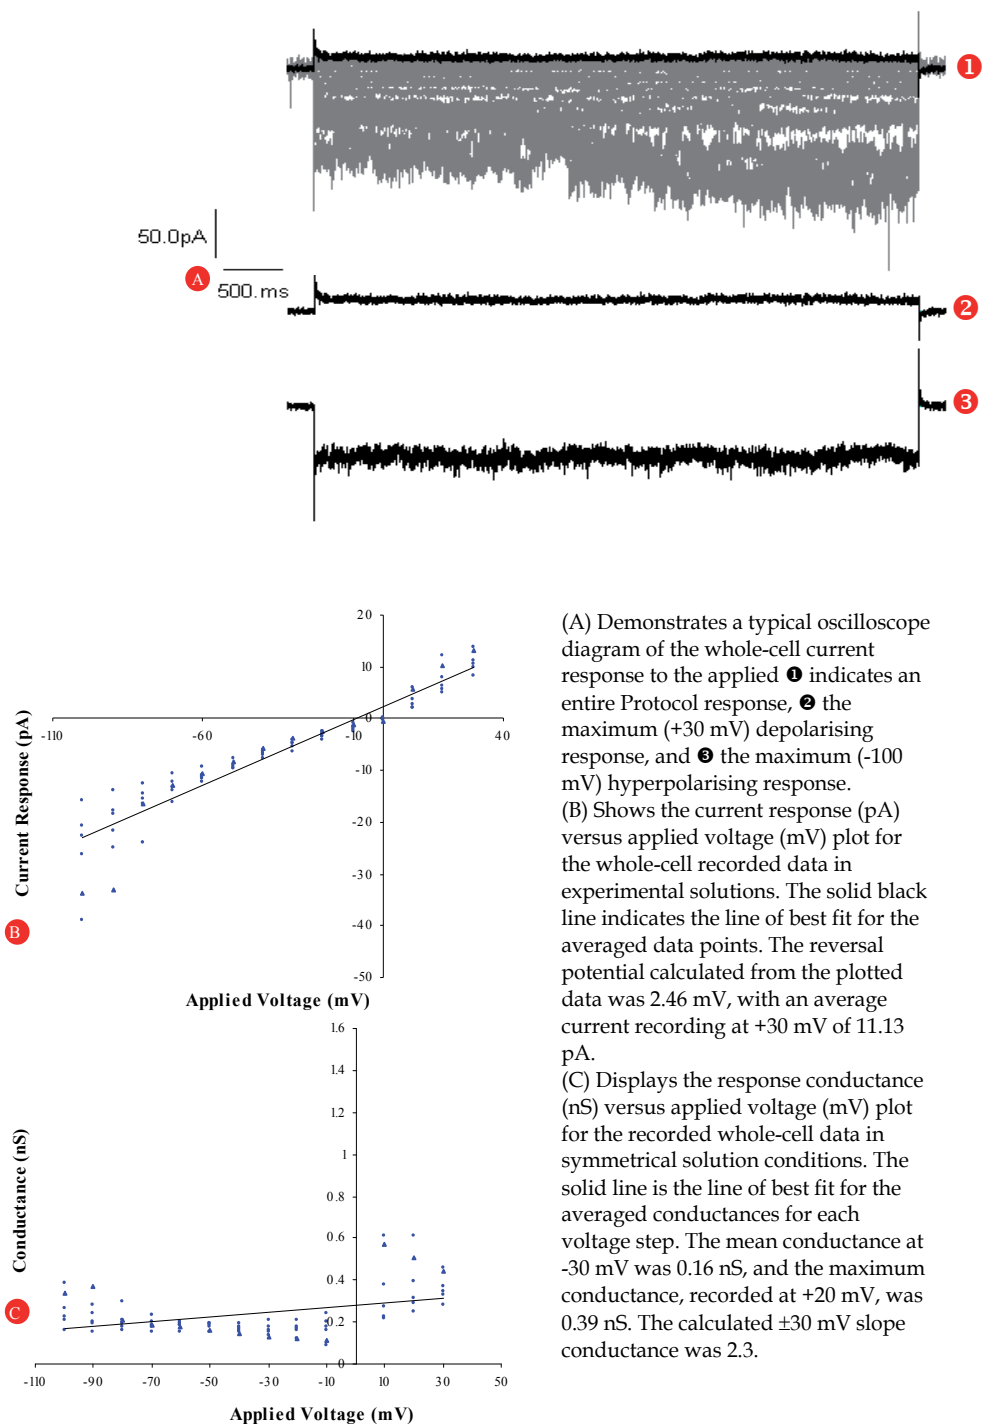 ❶
50.0pA
A
500. ms
❷
❸
20
10
0
-110
-60
-10
40
-10
-20
-30
-40
-50
Current Response (pA)
B
Applied Voltage (mV)
1.6
1.4
1.2
1
0.8
0.6
0.4
0.2
0
-110
-90
-70
-50
-30
-10
10
30
50
Conductance (nS)
C
Applied Voltage (mV)
(A) Demonstrates a typical oscilloscope
diagram of the whole-cell current
response to the applied ❶ indicates an
entire Protocol response, ❷ the
maximum (+30 mV) depolarising
response, and ❸ the maximum (-100
mV) hyperpolarising response.
(B) Shows the current response (pA)
versus applied voltage (mV) plot for
the whole-cell recorded data in
experimental solutions. The solid black
line indicates the line of best fit for the
averaged data points. The reversal
potential calculated from the plotted
data was 2.46 mV, with an average
current recording at +30 mV of 11.13
pA.
(C) Displays the response conductance
(nS) versus applied voltage (mV) plot
for the recorded whole-cell data in
symmetrical solution conditions. The
solid line is the line of best fit for the
averaged conductances for each
voltage step. The mean conductance at
-30 mV was 0.16 nS, and the maximum
conductance, recorded at +20 mV, was
0.39 nS. The calculated ±30 mV slope
conductance was 2.3.